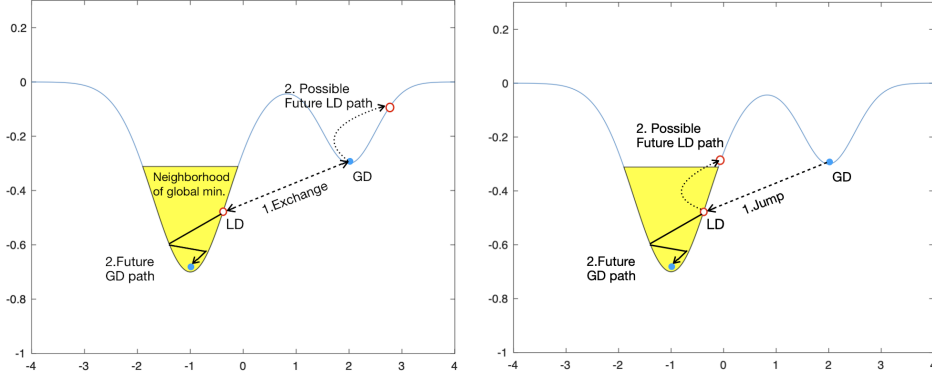 0.2
0
-0.2
-0.4
-0.6
-0.8
-1
-4
-3
-2
-1
0
1
2
3
4
2. Possible
Future LD path
Neighborhood
of global min.
GD
1.Exchange
LD
2.Future
GD path
0.2
0
-0.2
-0.4
-0.6
-0.8
-1
-4
-3
-2
-1
0
1
2
3
4
2. Possible
Future LD path
GD
1.Jump
LD
2.Future
GD path